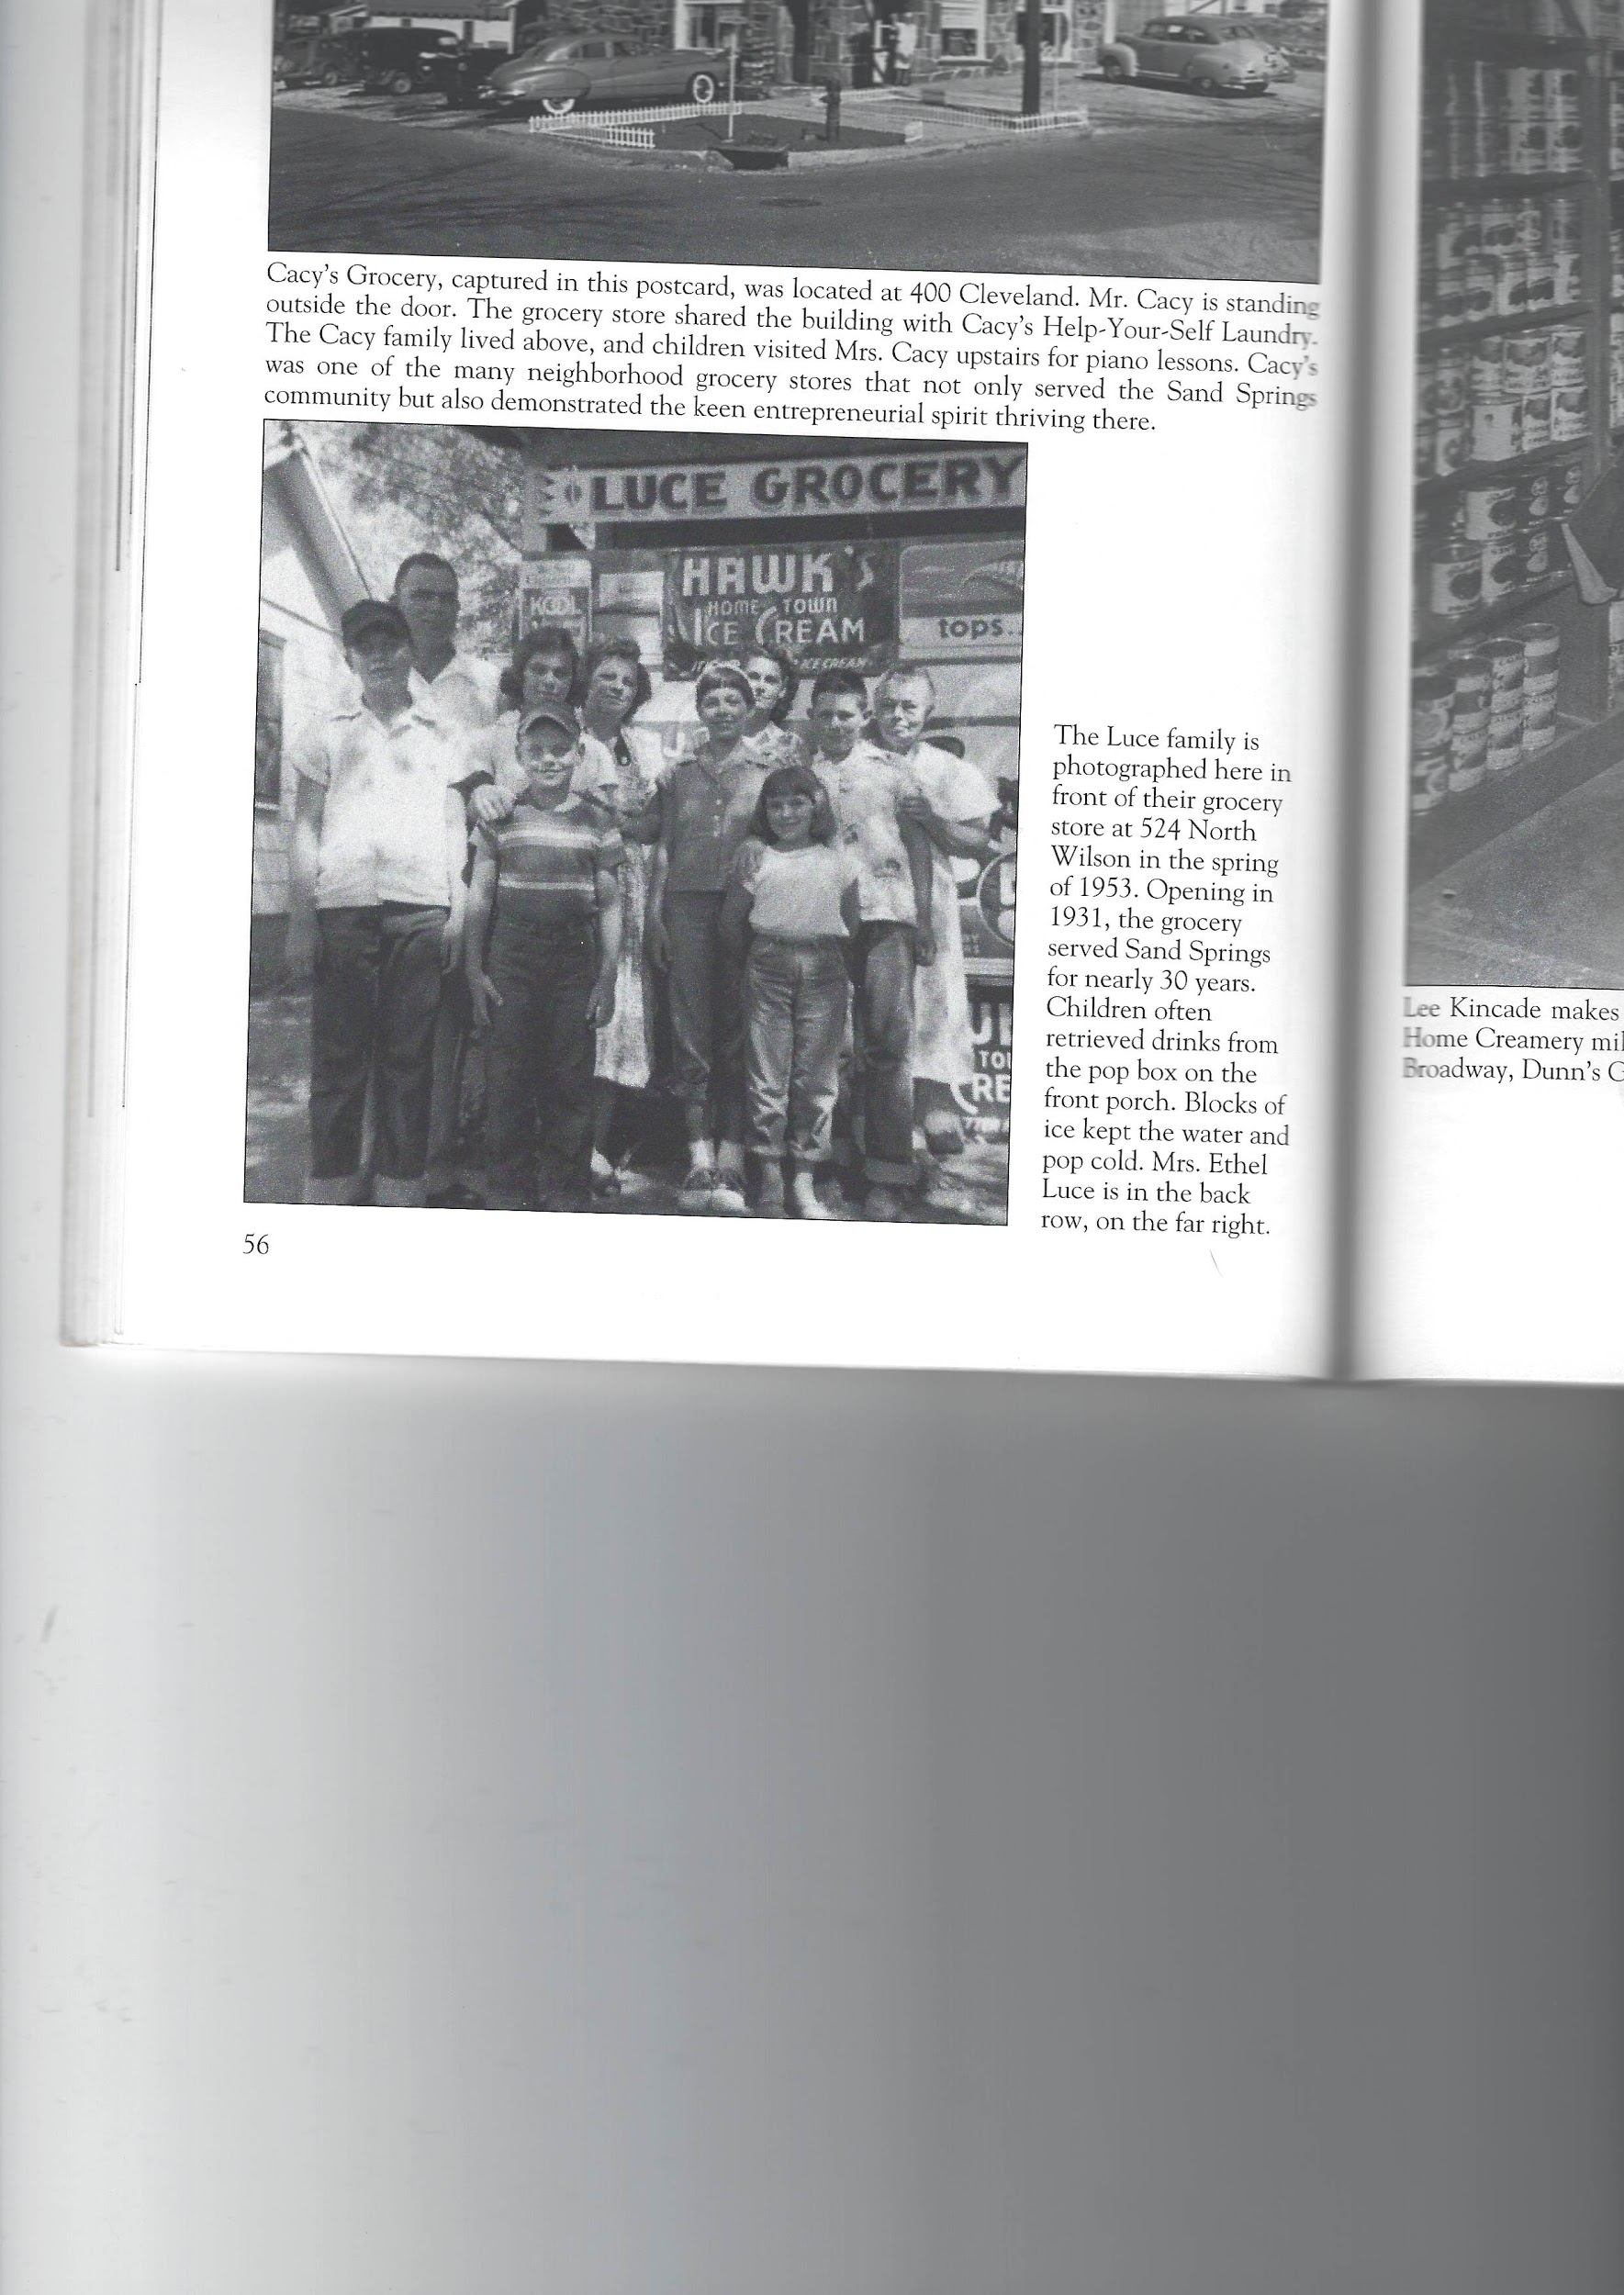 Cacy's Grocery, captured in this postcard, was located at 400 Cleveland. Mr. Cacy is standing
outside the door. The grocery store shared the building with Cacy's Help-Your-Self Laundry.
The Cacy family lived above, and children visited Mrs. Cacy upstairs for piano lessons. Cacy's
was one of the many neighborhood grocery stores that not only served the Sand Springs
community but also demonstrated the keen entrepreneurial spirit thriving there.
LUCE GROCERY
HAWK'S
HOME TOWN
ICE CREAM
ICE CREAM
KOOL
tops..
TO
RE
The Luce family is
photographed here in
front of their grocery
store at 524 North
Wilson in the spring
of 1953. Opening in
1931, the grocery
served Sand Springs
for nearly 30 years.
Children often
retrieved drinks from
the pop box on the
front porch. Blocks of
ice kept the water and
pop cold. Mrs. Ethel
Luce is in the back
row, on the far right.
56
Lee Kincade makes
Home Creamery mil
Broadway, Dunn's G